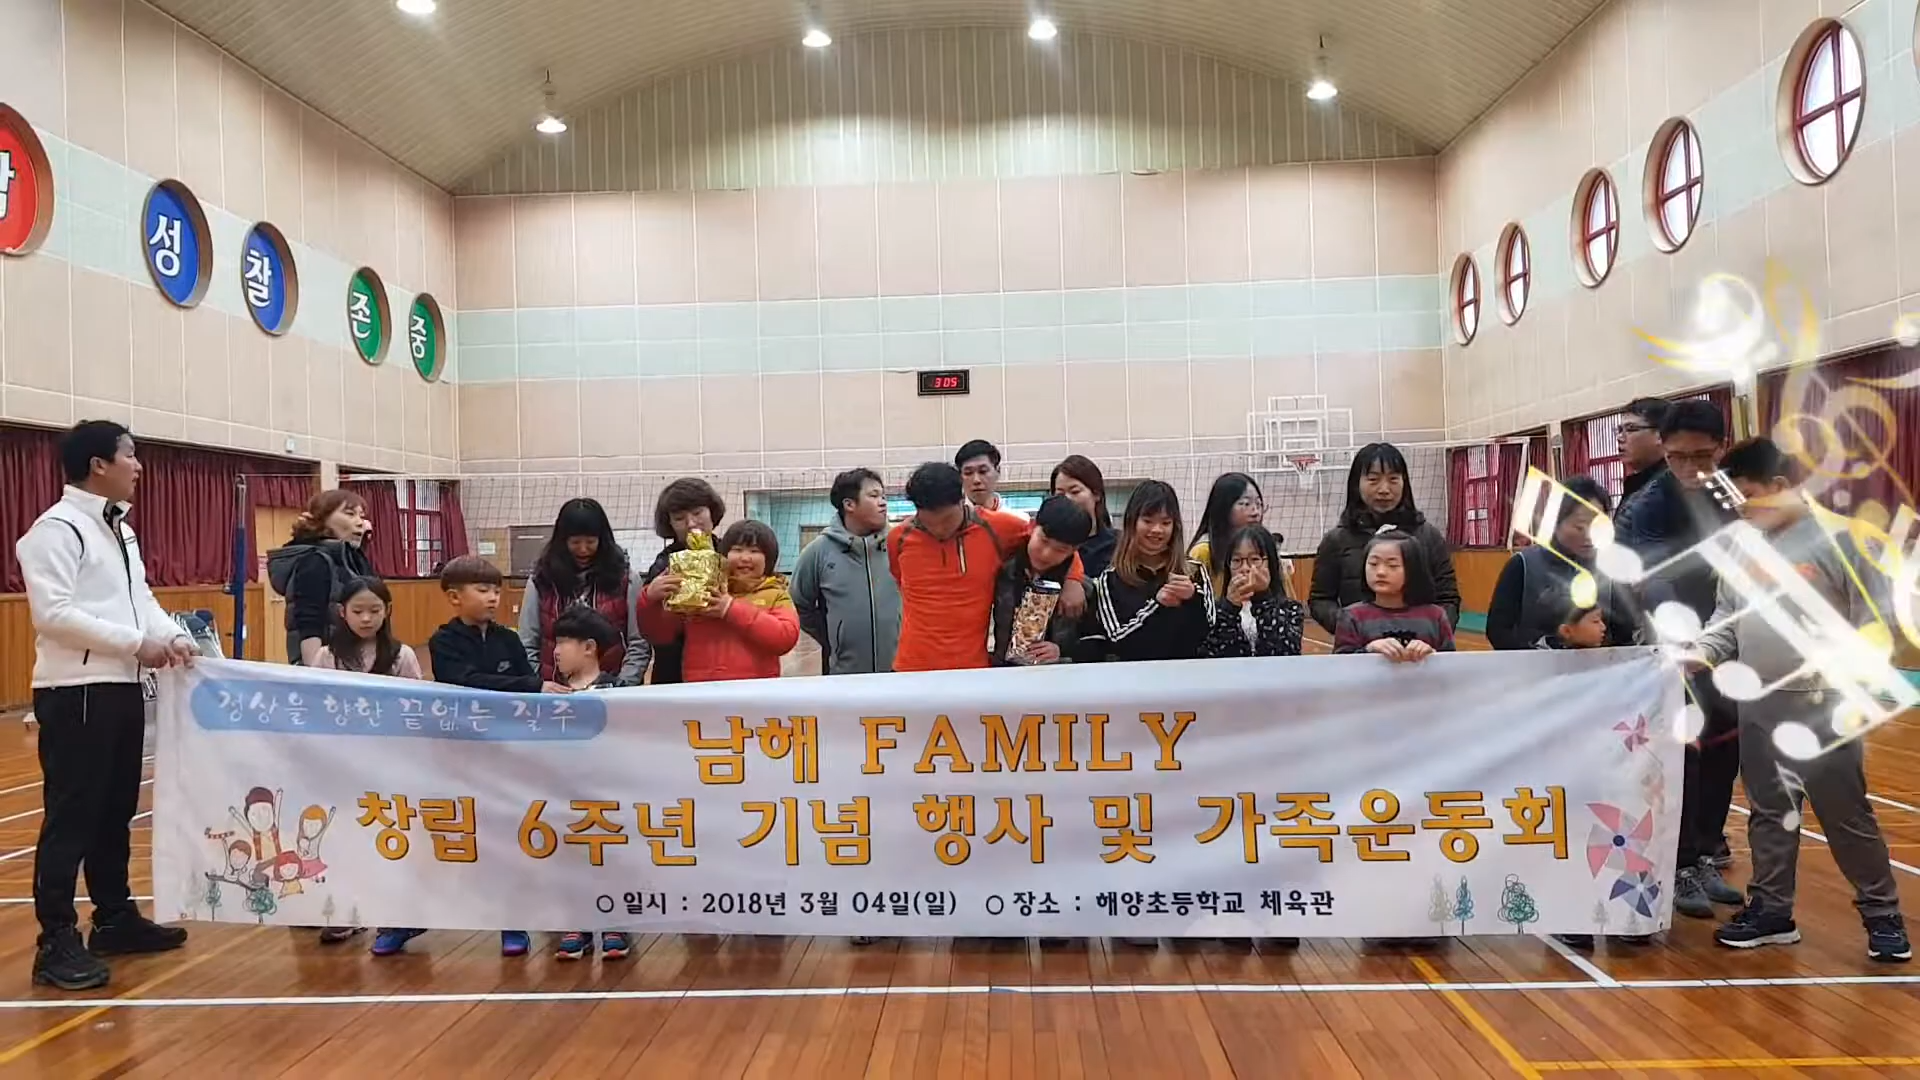 성
찰
존
중
3:05
정상을 향한 끝없는 질주
남해 FAMILY
창립 6주년 기념 행사 및 가족운동회
○ 일시 : 2018년 3월 04일(일) ○ 장소 : 해양초등학교 체육관